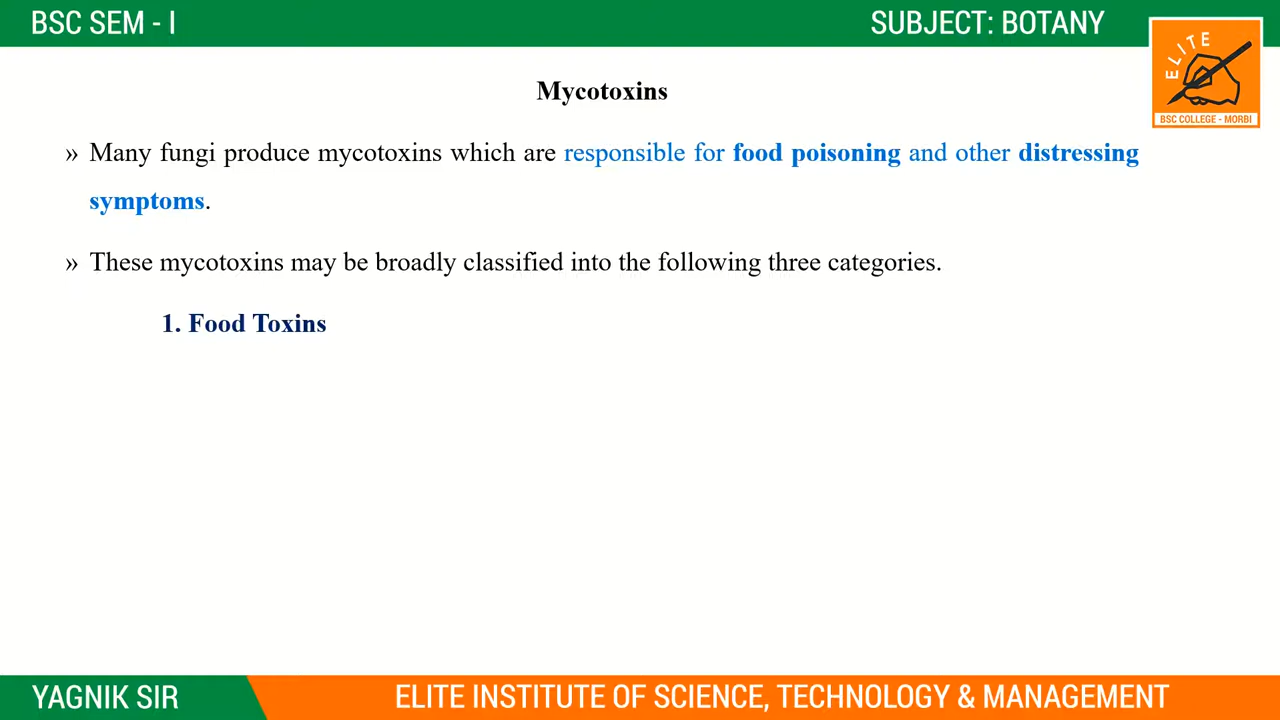 BSC SEM - I
SUBJECT: BOTANY
ELITE
BSC COLLEGE - MORBI
Mycotoxins
» Many fungi produce mycotoxins which are responsible for food poisoning and other distressing
symptoms.
» These mycotoxins may be broadly classified into the following three categories.
1. Food Toxins
YAGNIK SIR
ELITE INSTITUTE OF SCIENCE, TECHNOLOGY & MANAGEMENT